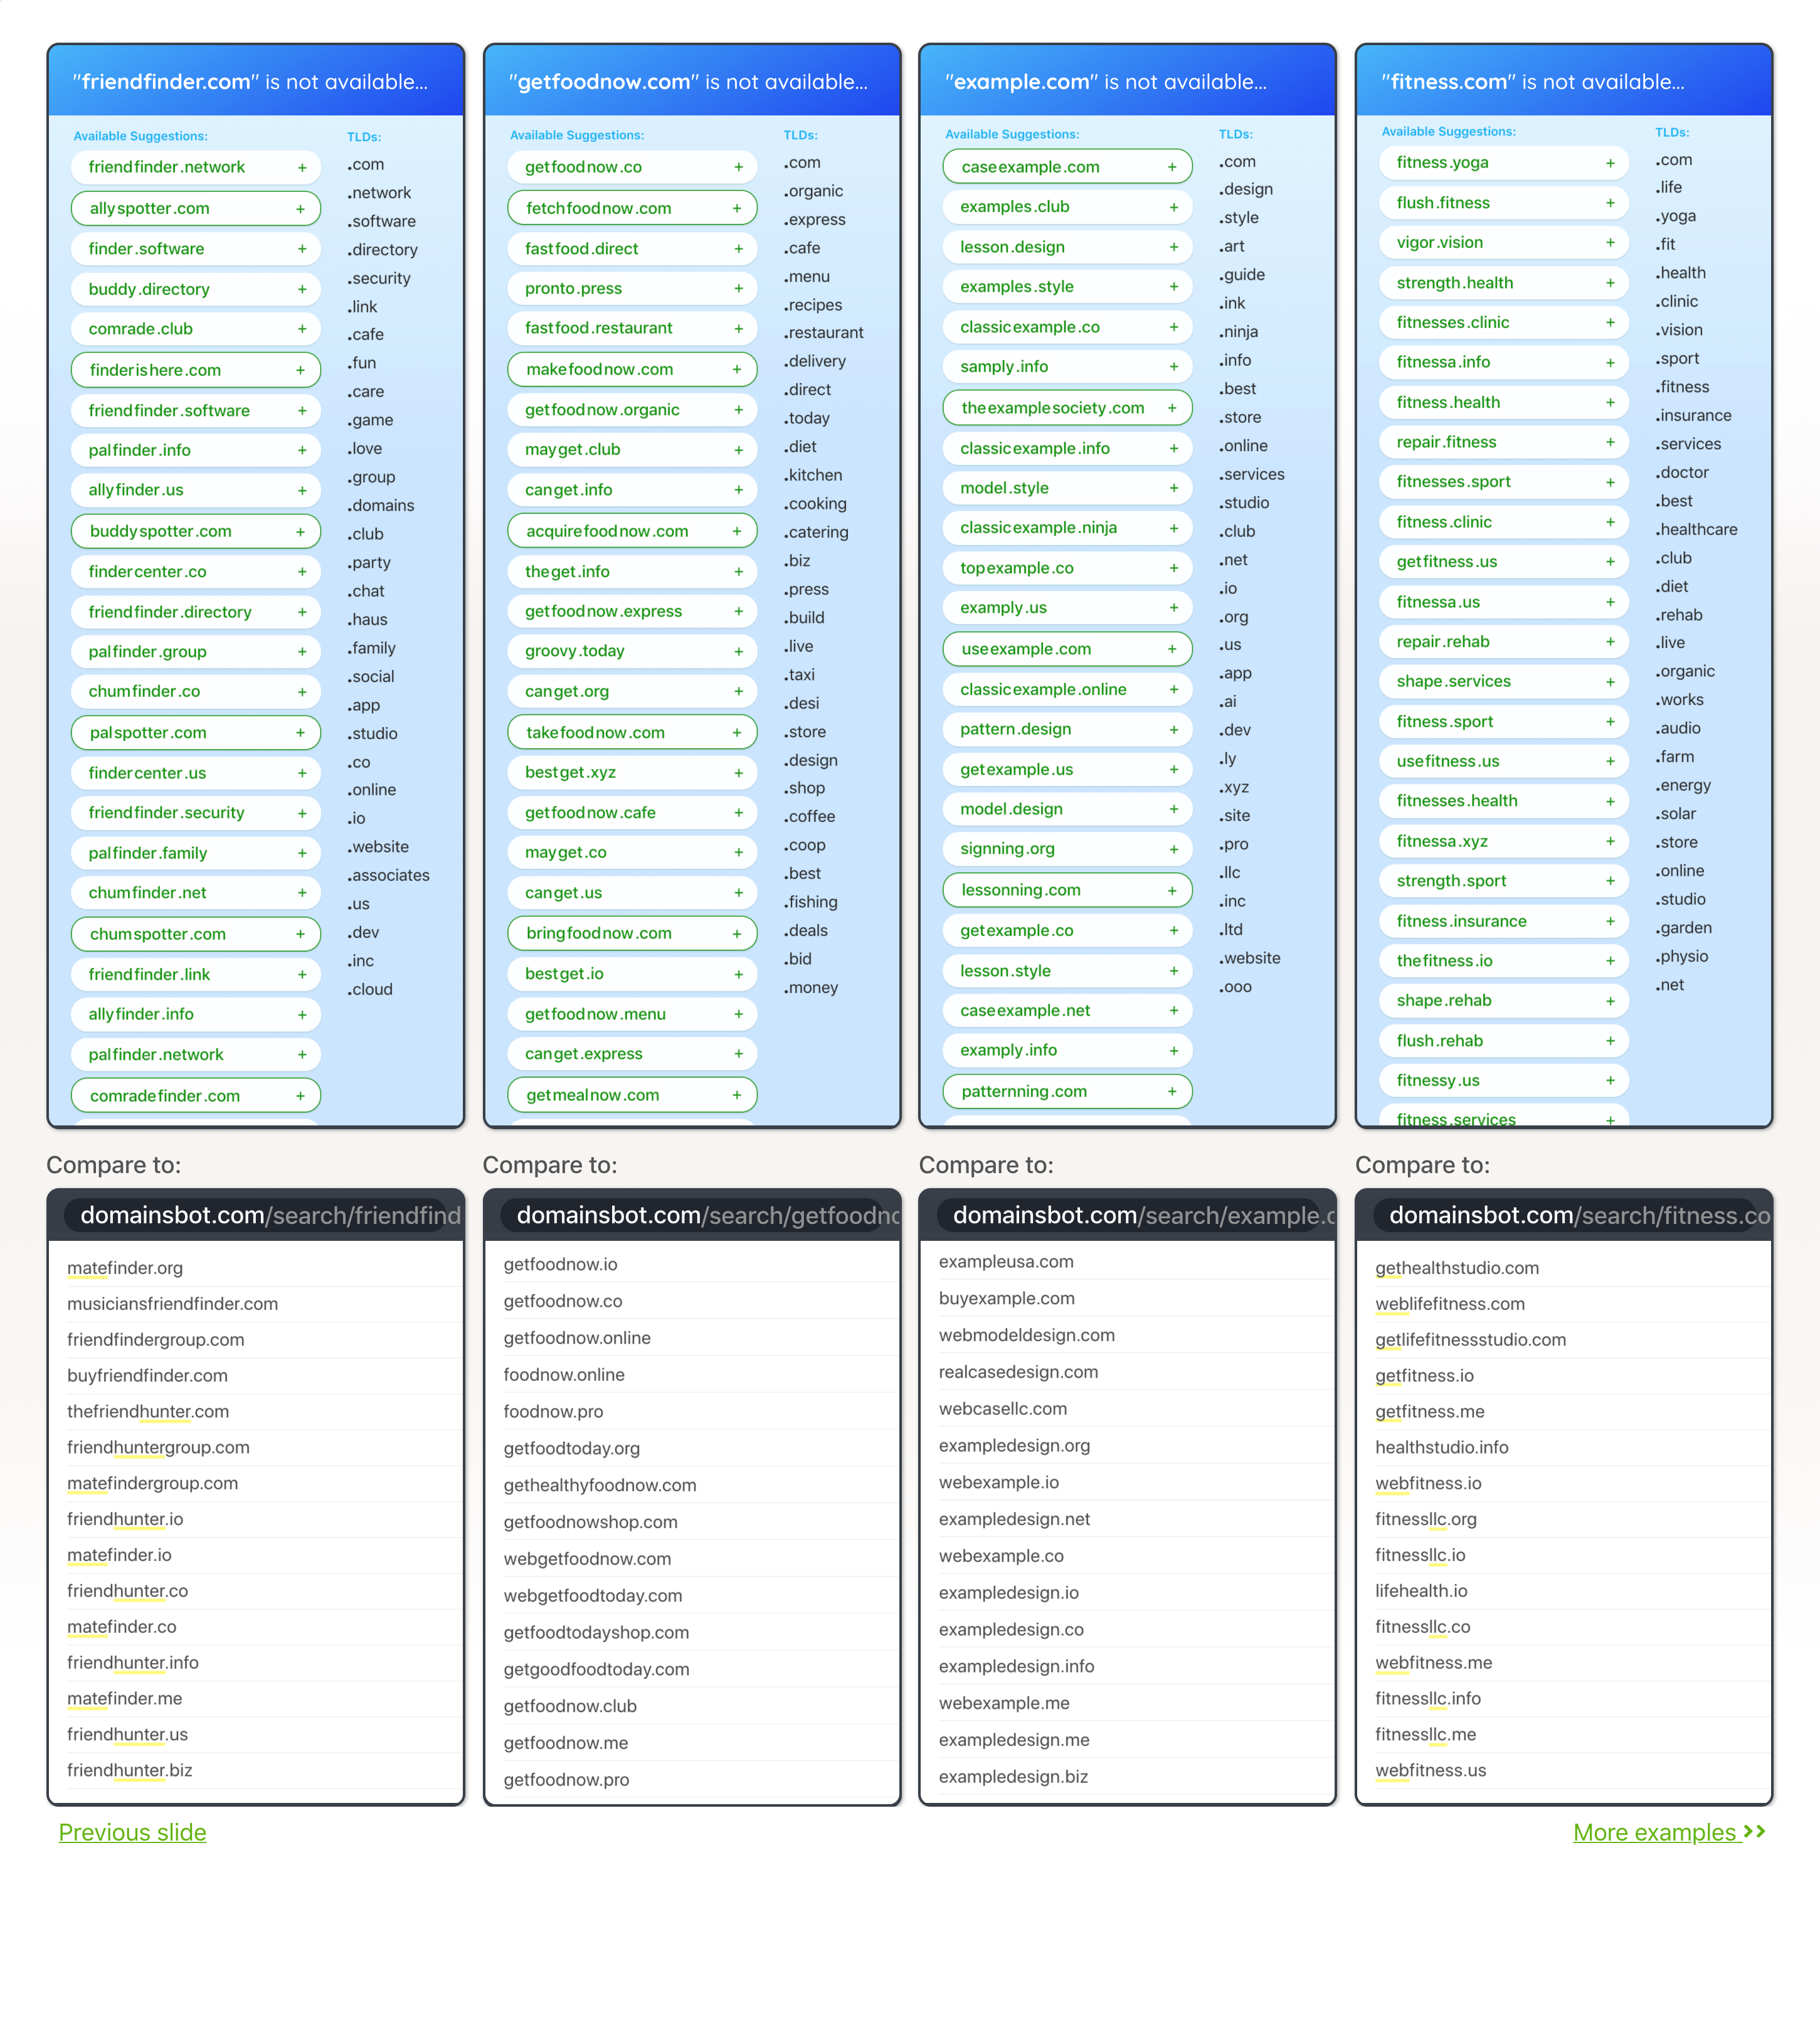 "friendfinder.com" is not available...
Available Suggestions:
friendfinder.network +
allyspotter.com +
finder.software +
buddy.directory +
comrade.club +
finderishere.com +
friendfinder.software +
palfinder.info +
allyfinder.us +
buddyspotter.com +
findercenter.co +
friendfinder.directory +
palfinder.group +
chumfinder.co +
palspotter.com +
findercenter.us +
friendfinder.security +
palfinder.family +
chumfinder.net +
chumspotter.com +
friendfinder.link +
allyfinder.info +
palfinder.network +
comradefinder.com +
TLDs:
.com
.network
.software
.directory
.security
.link
.cafe
.fun
.care
.game
.love
.group
.domains
.club
.party
.chat
.haus
.family
.social
.app
.studio
.co
.online
.io
.website
.associates
.us
.dev
.inc
.cloud
"getfoodnow.com" is not available...
Available Suggestions:
getfoodnow.co +
fetchfoodnow.com +
fastfood.direct +
pronto.press +
fastfood.restaurant +
makefoodnow.com +
getfoodnow.organic +
mayget.club +
canget.info +
acquirefoodnow.com +
theget.info +
getfoodnow.express +
groovy.today +
canget.org +
takefoodnow.com +
bestget.xyz +
getfoodnow.cafe +
mayget.co +
canget.us +
bringfoodnow.com +
bestget.io +
getfoodnow.menu +
canget.express +
getmealnow.com +
TLDs:
.com
.organic
.express
.cafe
.menu
.recipes
.restaurant
.delivery
.direct
.today
.diet
.kitchen
.cooking
.catering
.biz
.press
.build
.live
.taxi
.desi
.store
.design
.shop
.coffee
.coop
.best
.fishing
.deals
.bid
.money
"example.com" is not available...
Available Suggestions:
caseexample.com +
examples.club +
lesson.design +
examples.style +
classicexample.co +
samply.info +
theexamplesociety.com +
classicexample.info +
model.style +
classicexample.ninja +
topexample.co +
examply.us +
useexample.com +
classicexample.online +
pattern.design +
getexample.us +
model.design +
signning.org +
lessonning.com +
getexample.co +
lesson.style +
caseexample.net +
examply.info +
patternning.com +
TLDs:
.com
.design
.style
.art
.guide
.ink
.ninja
.info
.best
.store
.online
.services
.studio
.club
.net
.io
.org
.us
.app
.ai
.dev
.ly
.xyz
.site
.pro
.llc
.inc
.ltd
.website
.ooo
"fitness.com" is not available...
Available Suggestions:
fitness.yoga +
flush.fitness +
vigor.vision +
strength.health +
fitnesses.clinic +
fitnessa.info +
fitness.health +
repair.fitness +
fitnesses.sport +
fitness.clinic +
getfitness.us +
fitnessa.us +
repair.rehab +
shape.services +
fitness.sport +
usefitness.us +
fitnesses.health +
fitnessa.xyz +
strength.sport +
fitness.insurance +
thefitness.io +
shape.rehab +
flush.rehab +
fitnessy.us +
fitness.services +
TLDs:
.com
.life
.yoga
.fit
.health
.clinic
.vision
.sport
.fitness
.insurance
.services
.doctor
.best
.healthcare
.club
.diet
.rehab
.live
.organic
.works
.audio
.farm
.energy
.solar
.store
.online
.studio
.garden
.physio
.net
Compare to:
domainsbot.com/search/friendfind
matefinder.org
musiciansfriendfinder.com
friendfindergroup.com
buyfriendfinder.com
thefriendhunter.com
friendhuntergroup.com
matefindergroup.com
friendhunter.io
matefinder.io
friendhunter.co
matefinder.co
friendhunter.info
matefinder.me
friendhunter.us
friendhunter.biz
Compare to:
domainsbot.com/search/getfoodno
getfoodnow.io
getfoodnow.co
getfoodnow.online
foodnow.online
foodnow.pro
getfoodtoday.org
gethealthyfoodnow.com
getfoodnowshop.com
webgetfoodnow.com
webgetfoodtoday.com
getfoodtodayshop.com
getgoodfoodtoday.com
getfoodnow.club
getfoodnow.me
getfoodnow.pro
Compare to:
domainsbot.com/search/example.c
exampleusa.com
buyexample.com
webmodeldesign.com
realcasedesign.com
webcasellc.com
exampledesign.org
webexample.io
exampledesign.net
webexample.co
exampledesign.io
exampledesign.co
exampledesign.info
webexample.me
exampledesign.me
exampledesign.biz
Compare to:
domainsbot.com/search/fitness.co
gethealthstudio.com
weblifefitness.com
getlifefitnessstudio.com
getfitness.io
getfitness.me
healthstudio.info
webfitness.io
fitnessllc.org
fitnessllc.io
lifehealth.io
fitnessllc.co
webfitness.me
fitnessllc.info
fitnessllc.me
webfitness.us
Previous slide
More examples >>